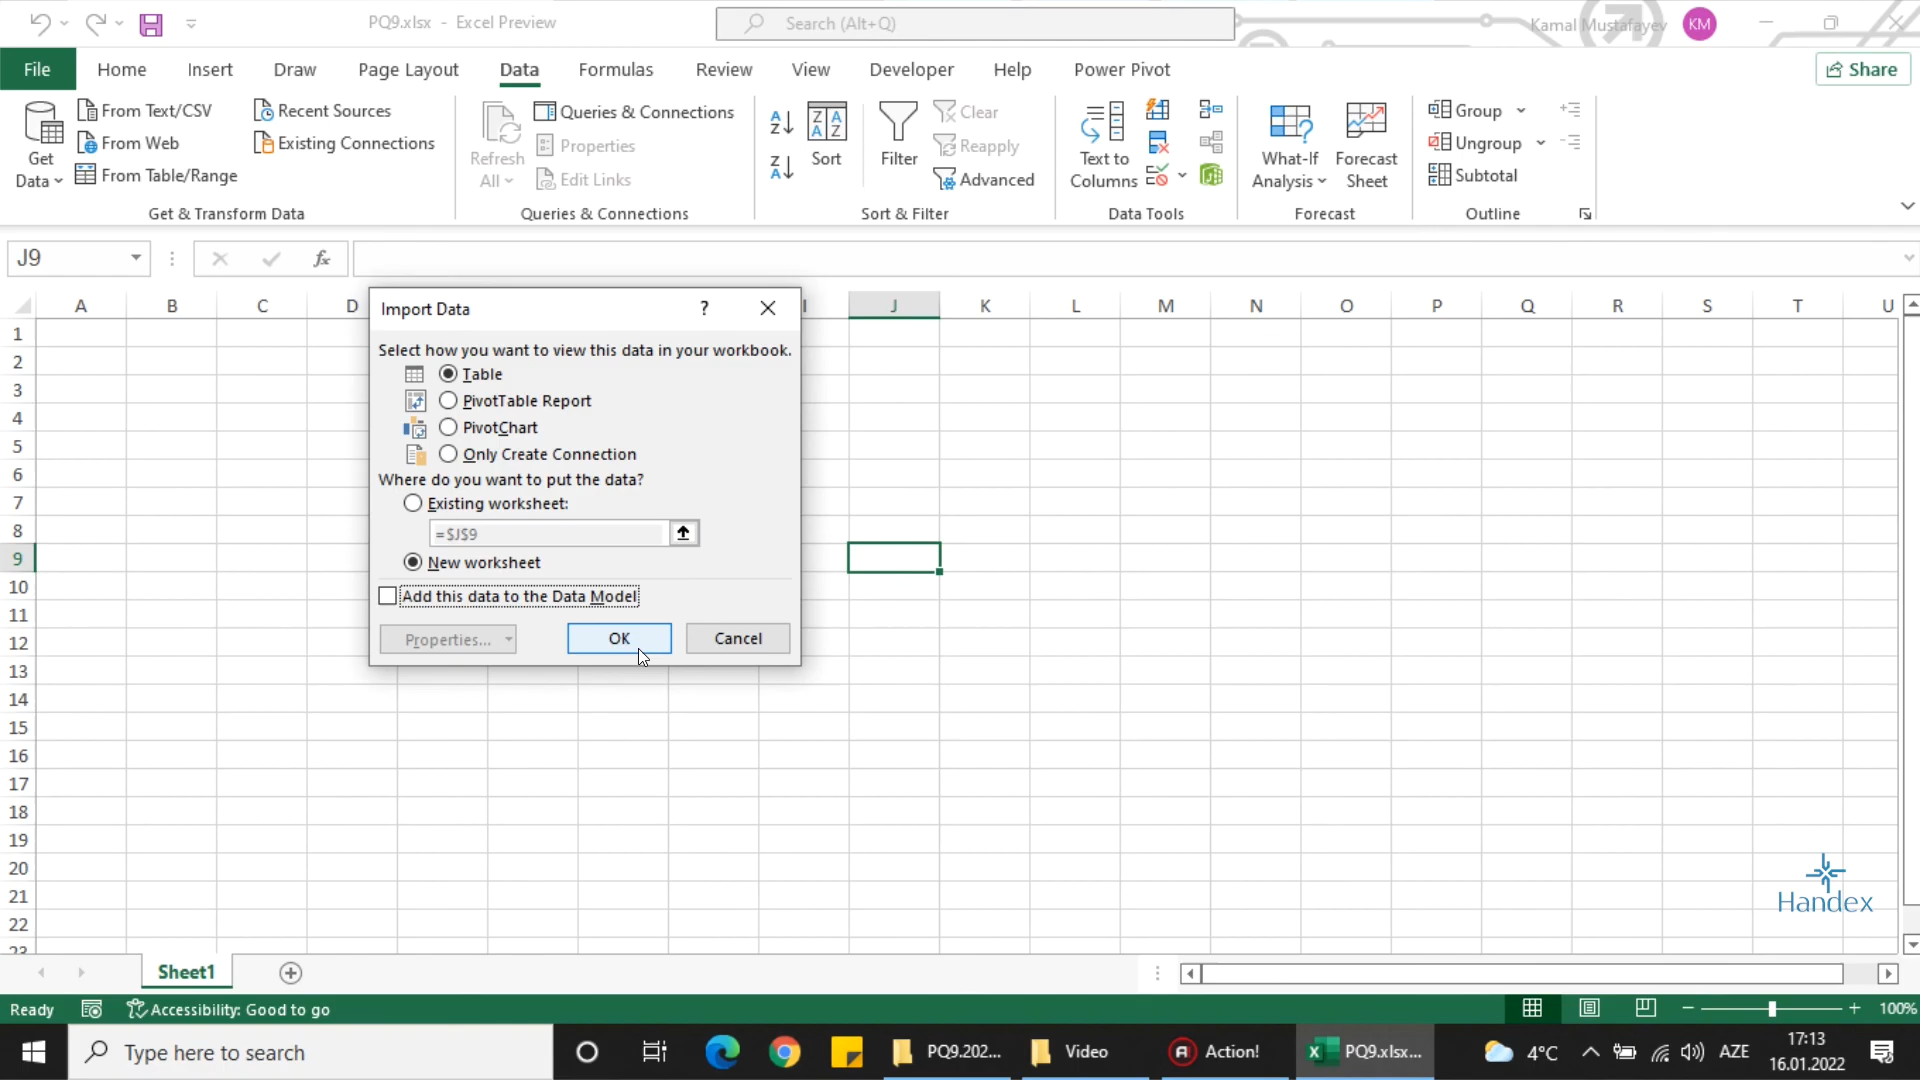 PQ9.xlsx - Excel Preview
Search (Alt+Q)
Kamal Mustafayev
KM
File Home Insert Draw Page Layout Data Formulas Review View Developer Help Power Pivot
Share
Get Data
From Text/CSV
From Web
From Table/Range
Recent Sources
Existing Connections
Get & Transform Data
Refresh All
Queries & Connections
Properties
Edit Links
Queries & Connections
Sort
Filter
Clear
Reapply
Advanced
Sort & Filter
Text to Columns
Data Tools
What-If Analysis
Forecast Sheet
Forecast
Group
Ungroup
Subtotal
Outline
J9
fx
A B C D I J K L M N O P Q R S T U
1
2
3
4
5
6
7
8
9
10
11
12
13
14
15
16
17
18
19
20
21
22
23
Import Data
?
Select how you want to view this data in your workbook.
Table
PivotTable Report
PivotChart
Only Create Connection
Where do you want to put the data?
Existing worksheet:
=$J$9
New worksheet
Add this data to the Data Model
Properties...
OK
Cancel
Handex
Sheet1
Ready
Accessibility: Good to go
100%
Type here to search
PQ9.202...
Video
Action!
PQ9.xlsx...
4°C
AZE
17:13
16.01.2022